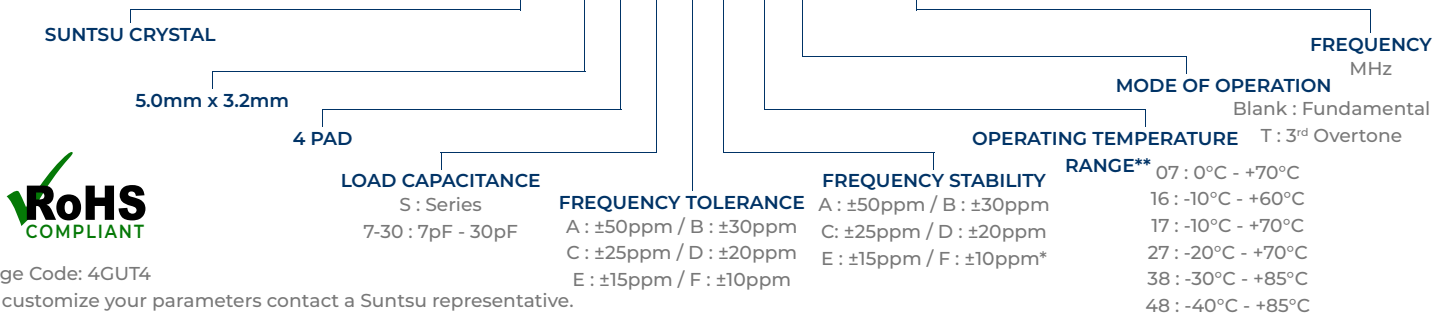 SUNTSU CRYSTAL
5.0mm x 3.2mm
4 PAD
LOAD CAPACITANCE
S : Series
7-30 : 7pF - 30pF
FREQUENCY TOLERANCE
A : ±50ppm / B : ±30ppm
C : ±25ppm / D : ±20ppm
E : ±15ppm / F : ±10ppm
FREQUENCY STABILITY
A : ±50ppm / B : ±30ppm
C: ±25ppm / D : ±20ppm
E : ±15ppm / F : ±10ppm*
OPERATING TEMPERATURE
RANGE**
07 : 0°C - +70°C
16 : -10°C - +60°C
17 : -10°C - +70°C
27 : -20°C - +70°C
38 : -30°C - +85°C
48 : -40°C - +85°C
MODE OF OPERATION
Blank : Fundamental
T : 3rd Overtone
FREQUENCY
MHz
RoHS
COMPLIANT
ge Code: 4GUT4
customize your parameters contact a Suntsu representative.